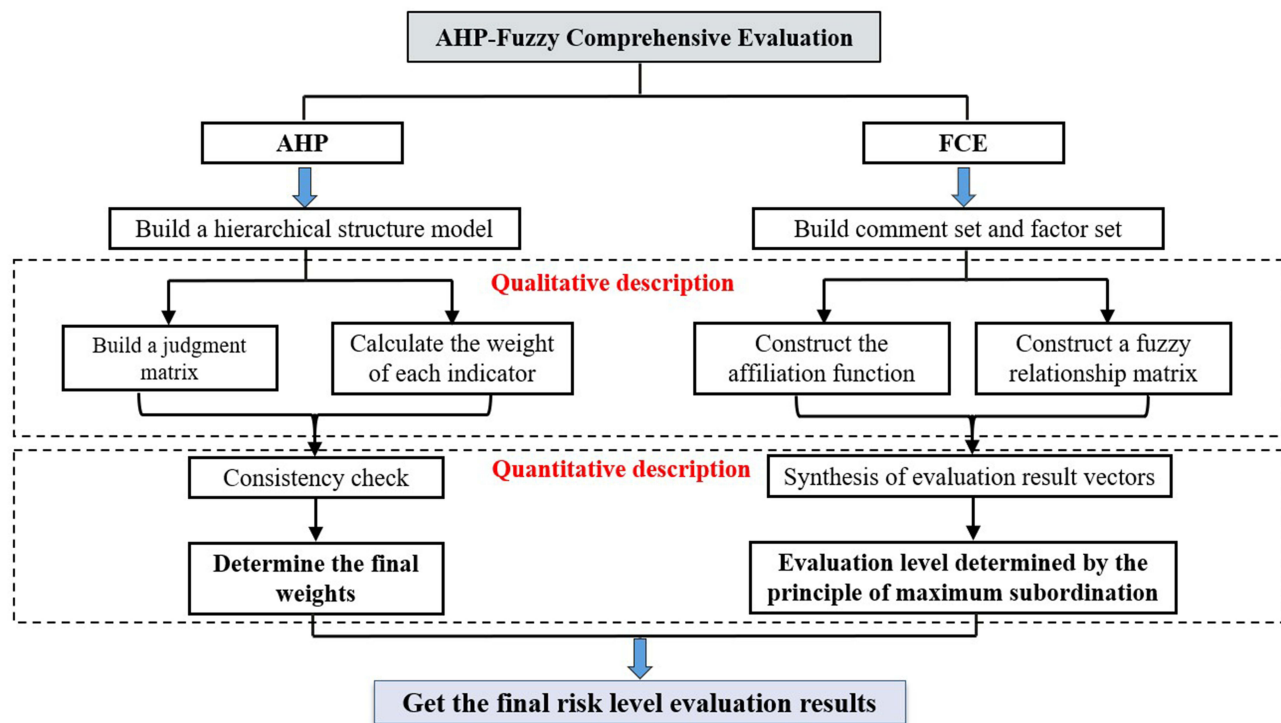 AHP-Fuzzy Comprehensive Evaluation
AHP
FCE
Build a hierarchical structure model
Build comment set and factor set
Qualitative description
Build a judgment
matrix
Calculate the weight
of each indicator
Construct the
affiliation function
Construct a fuzzy
relationship matrix
Quantitative description
Consistency check
Synthesis of evaluation result vectors
Determine the final
weights
Evaluation level determined by the
principle of maximum subordination
Get the final risk level evaluation results